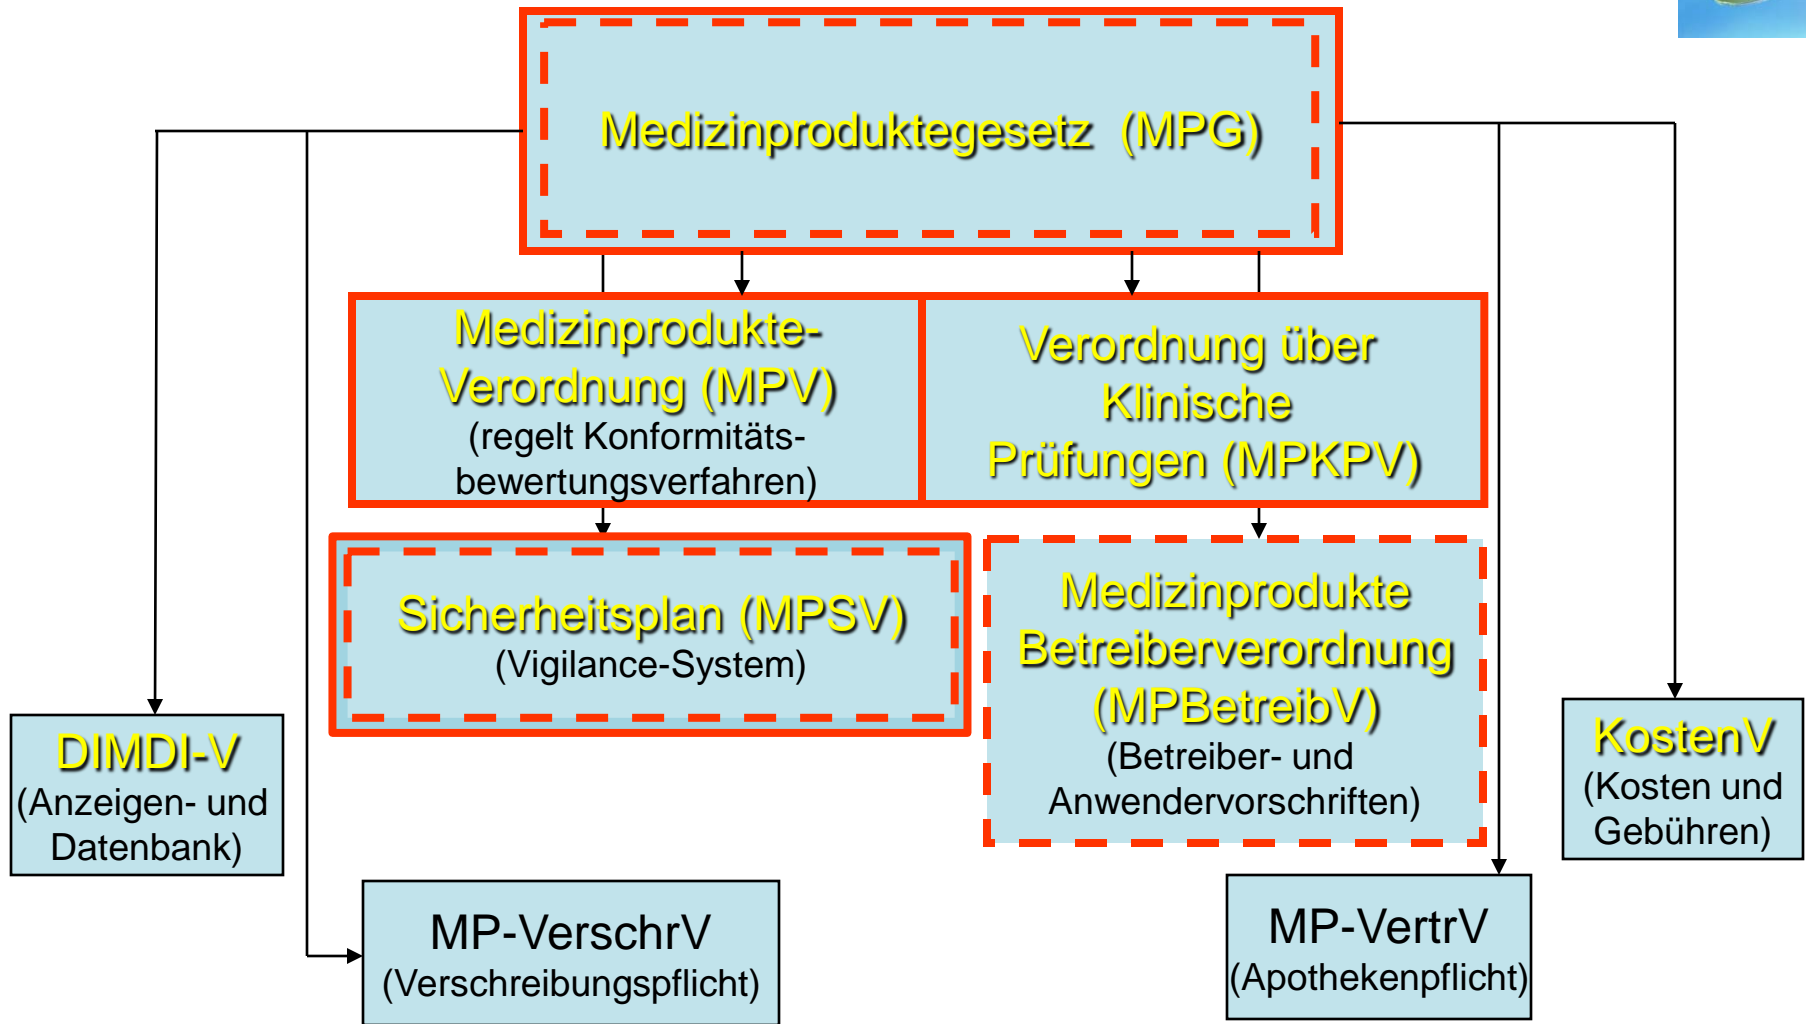 Medizinproduktegesetz (MPG)
Medizinprodukte-
Verordnung (MPV)
(regelt Konformitäts-
bewertungsverfahren)
Verordnung über
Klinische
Prüfungen (MPKPV)
Sicherheitsplan (MPSV)
(Vigilance-System)
Medizinprodukte
Betreiberverordnung
(MPBetreibV)
(Betreiber- und
Anwendervorschriften)
DIMDI-V
(Anzeigen- und
Datenbank)
KostenV
(Kosten und
Gebühren)
MP-VerschrV
(Verschreibungspflicht)
MP-VertrV
(Apothekenpflicht)